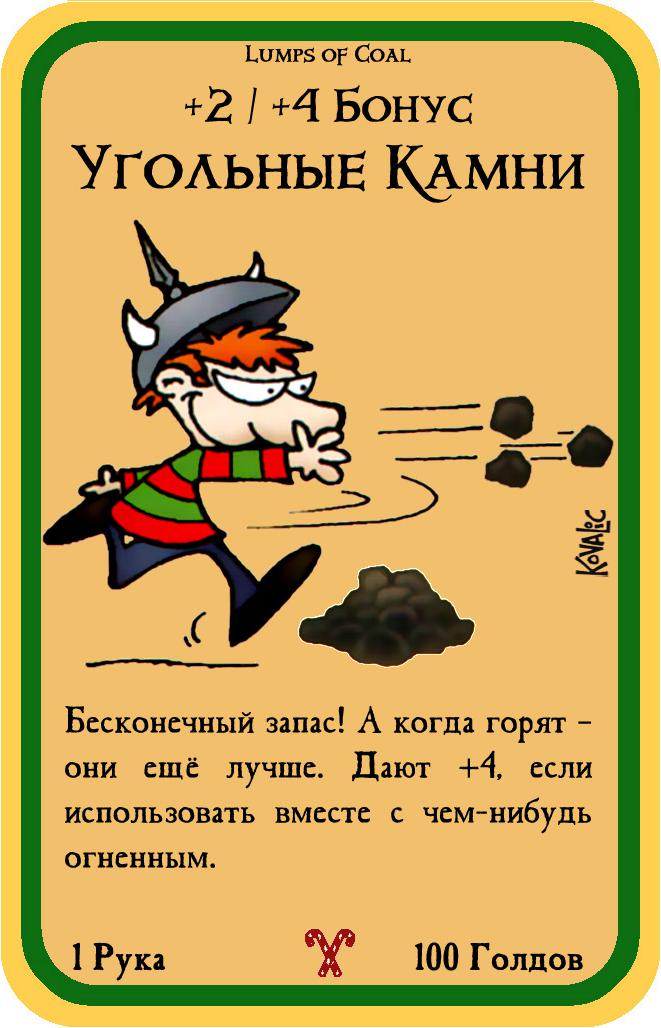 Lumps of Coal
+2 / +4 Бонус
Угольные Камни
Kovalic
Бесконечный запас! А когда горят –
они ещё лучше. Дают +4, если
использовать вместе с чем-нибудь
огненным.
1 Рука
100 Голдов